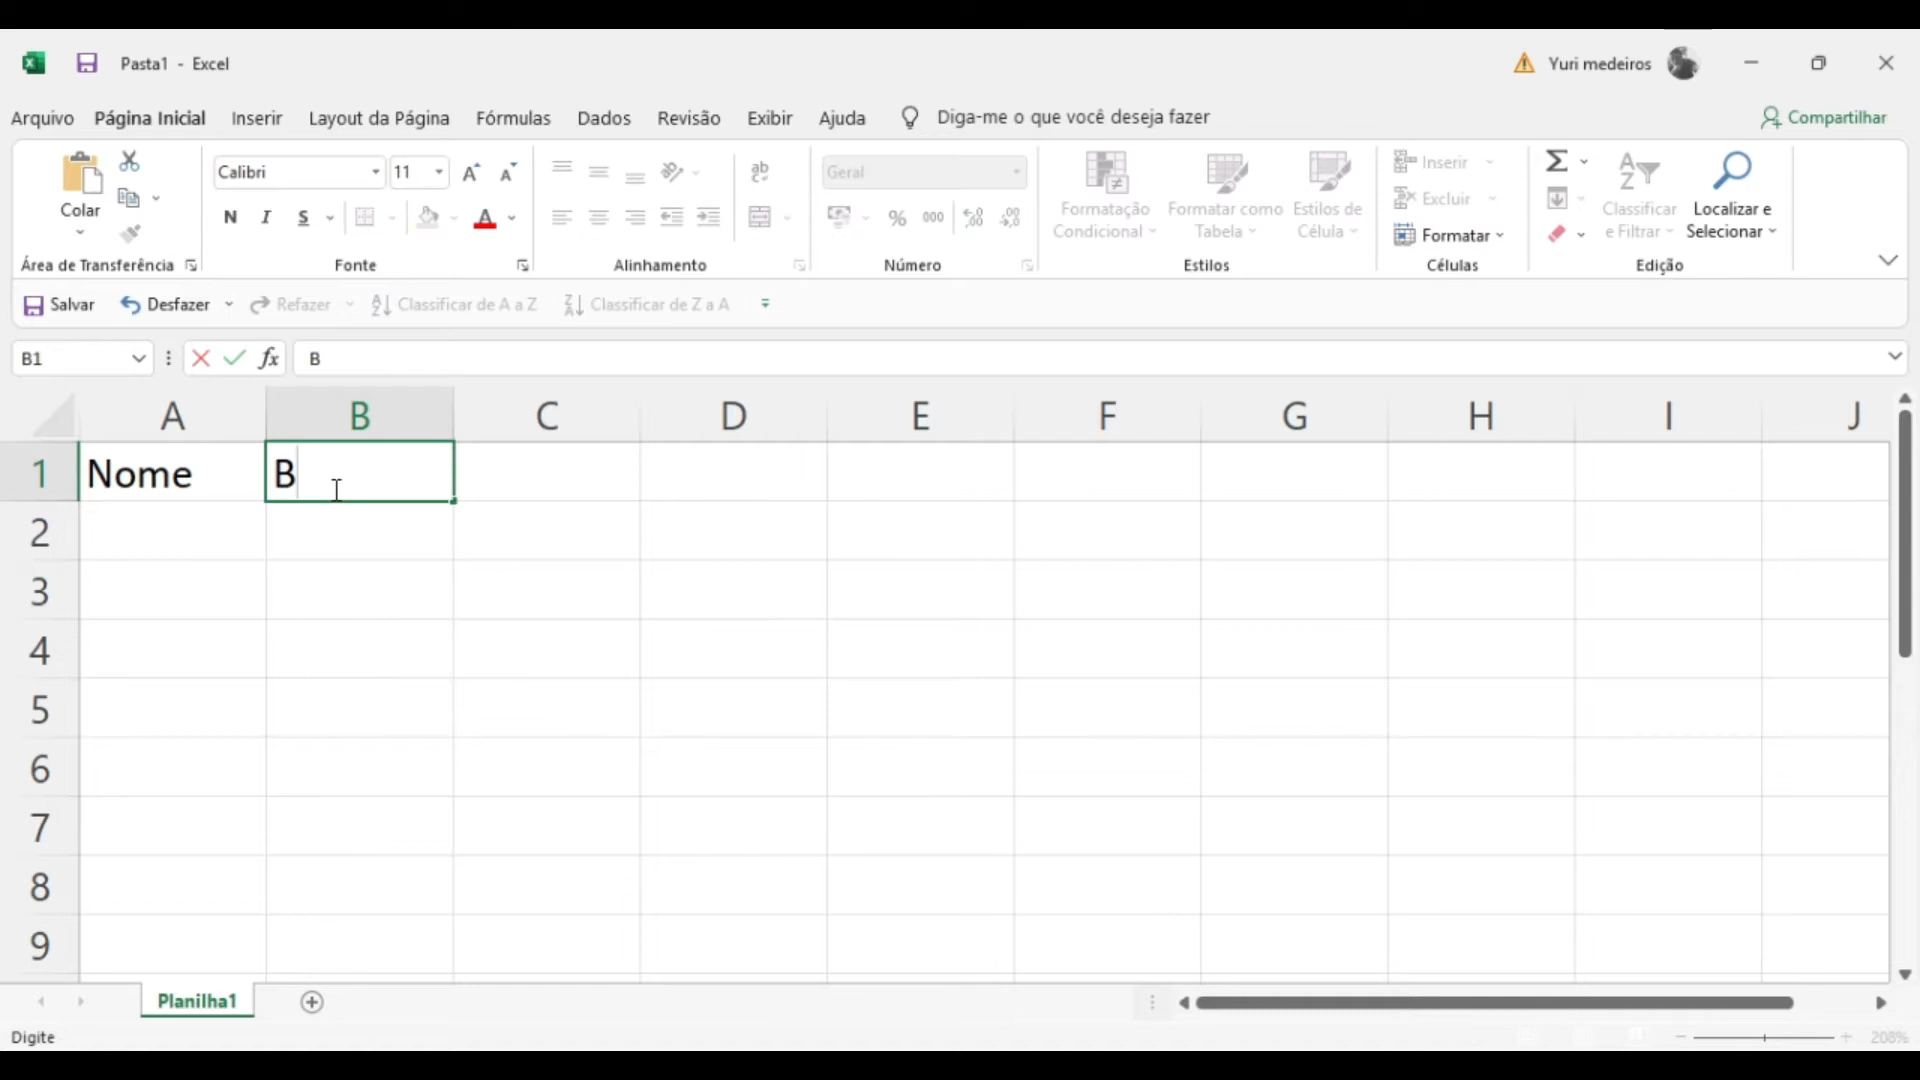 Pasta1 - Excel
Yuri medeiros
Arquivo Página Inicial Inserir Layout da Página Fórmulas Dados Revisão Exibir Ajuda Diga-me o que você deseja fazer Compartilhar
Colar
Área de Transferência
Calibri 11
N I S
Fonte
ab
Alinhamento
Geral
% 000
Número
Formatação Condicional
Formatar como Tabela
Estilos de Célula
Estilos
Inserir
Excluir
Formatar
Células
Classificar e Filtrar
Localizar e Selecionar
Edição
Salvar Desfazer Refazer Classificar de A a Z Classificar de Z a A
B1 fx B
A B C D E F G H I J
1 Nome B
2
3
4
5
6
7
8
9
Planilha1
Digite 208%